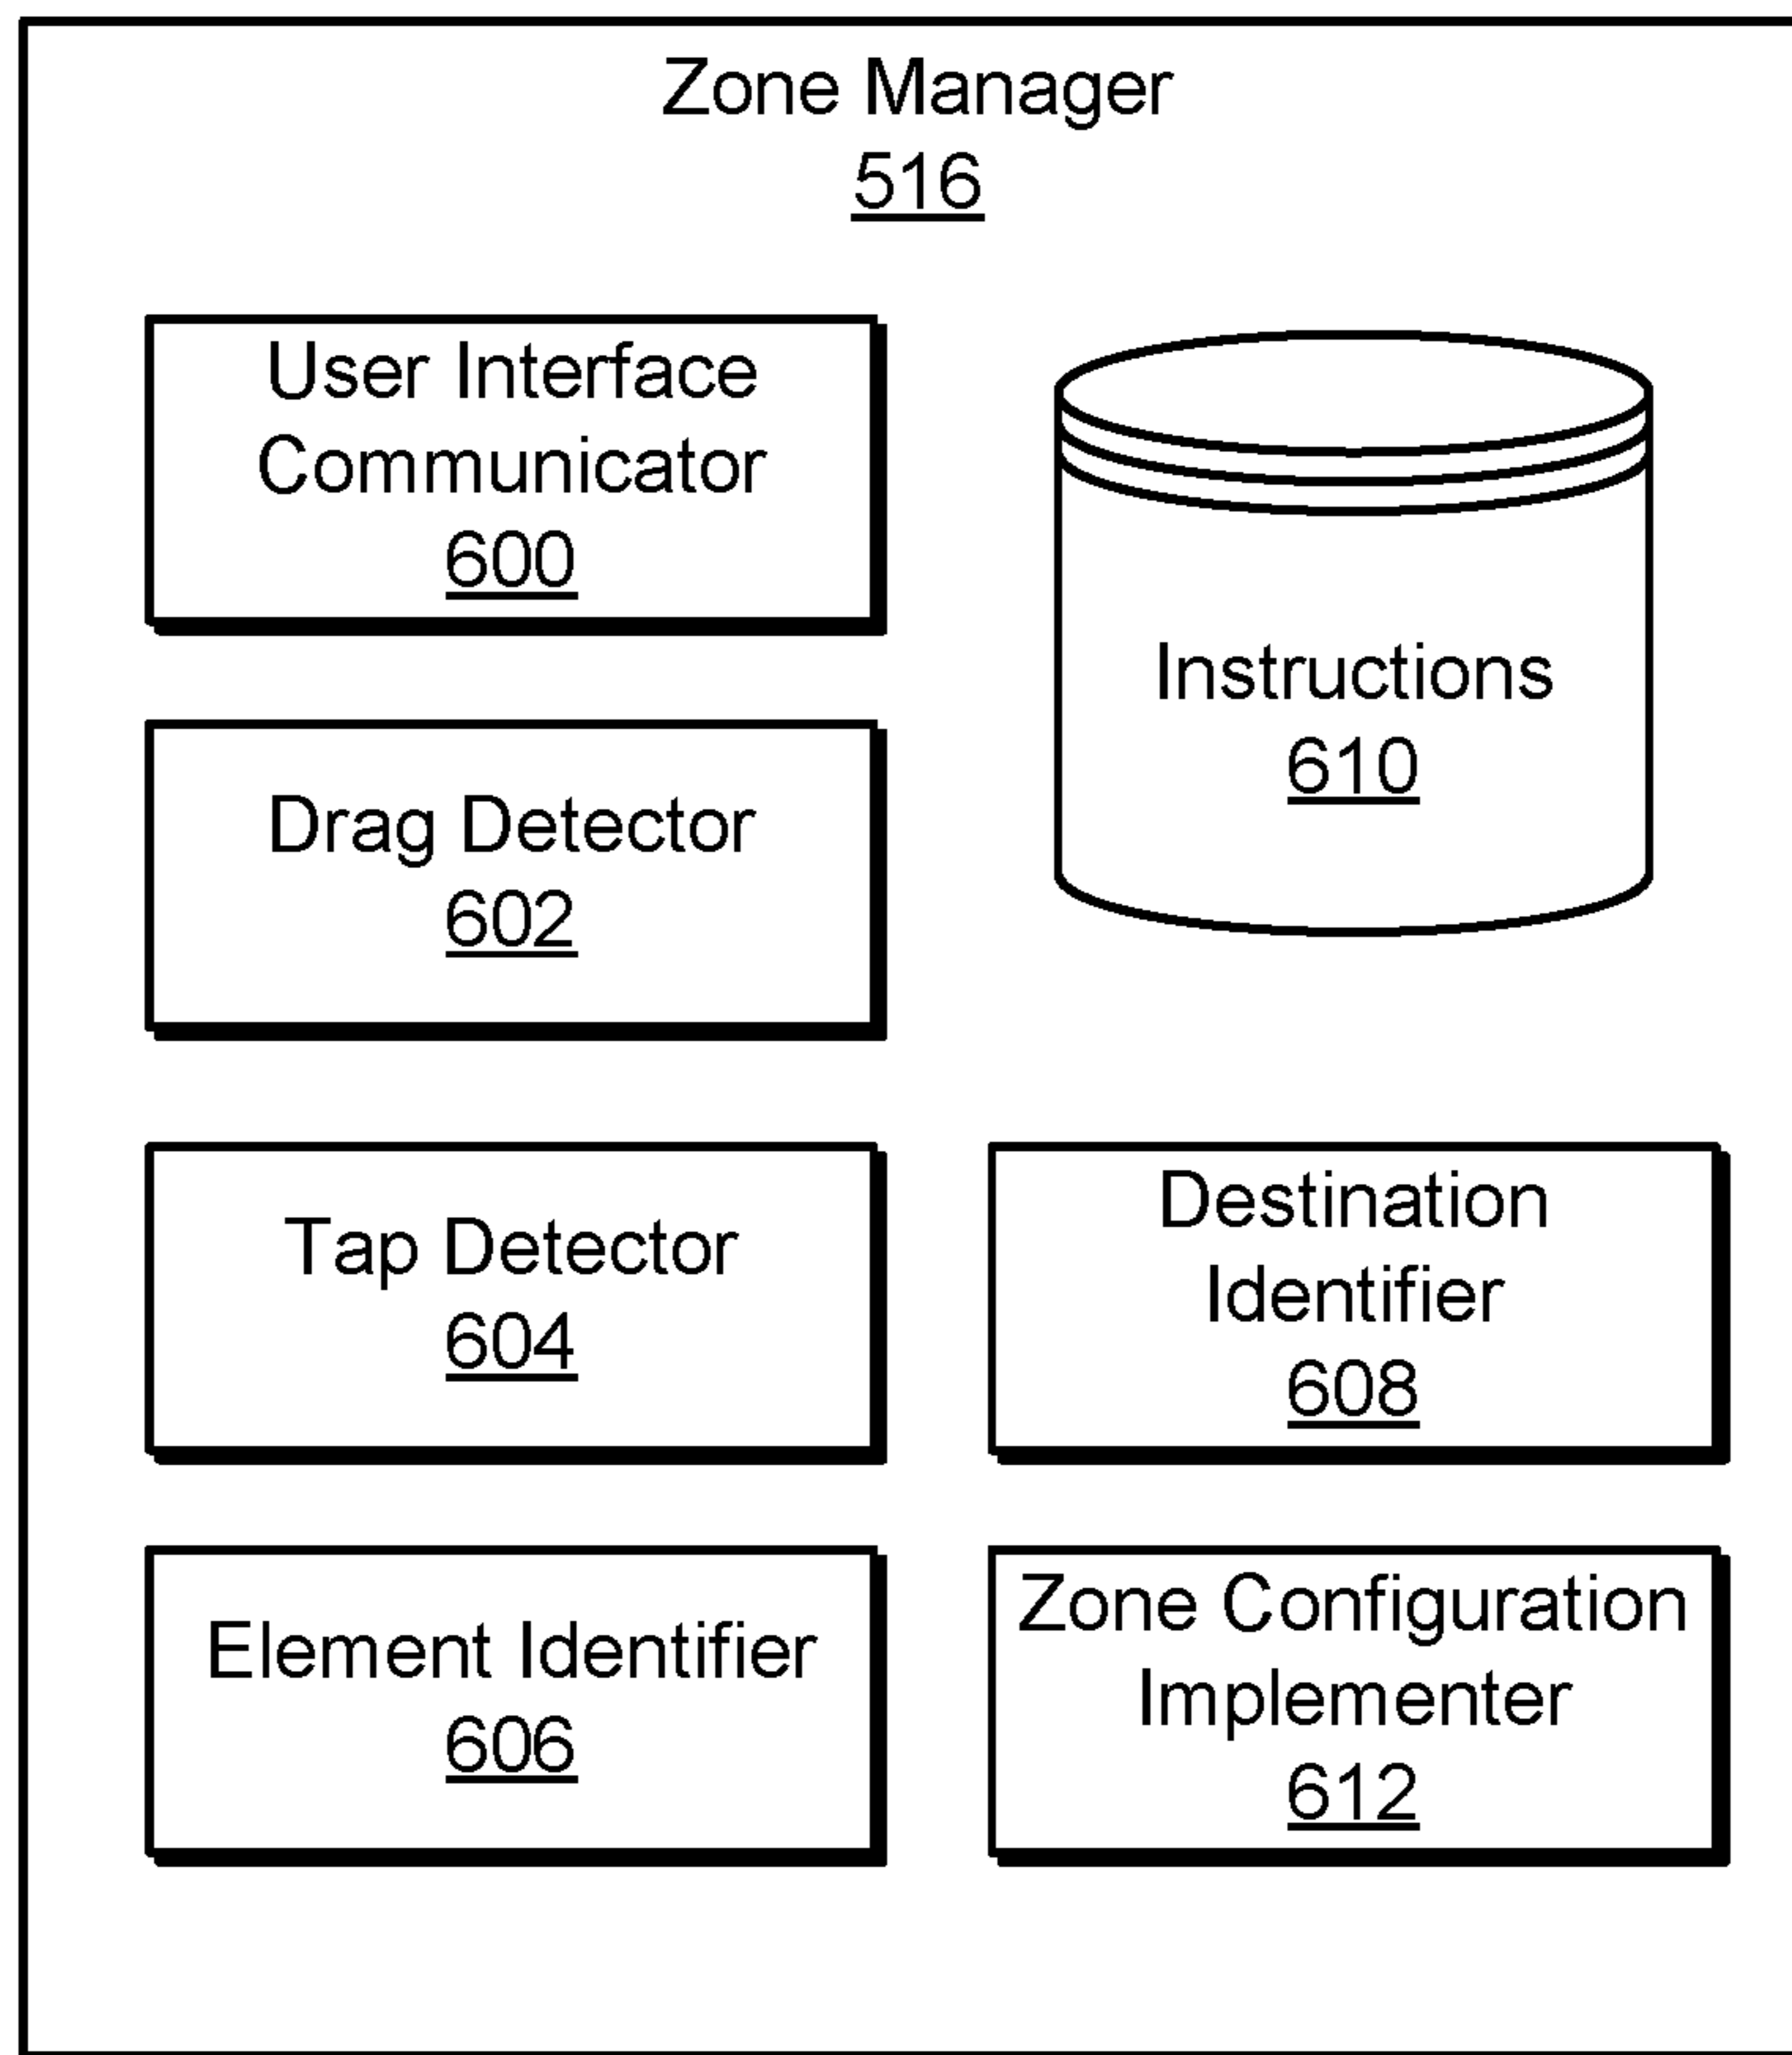 Zone Manager
516
User Interface
Communicator
600
Instructions
610
Drag Detector
602
Tap Detector
604
Destination
Identifier
608
Element Identifier
606
Zone Configuration
Implementer
612